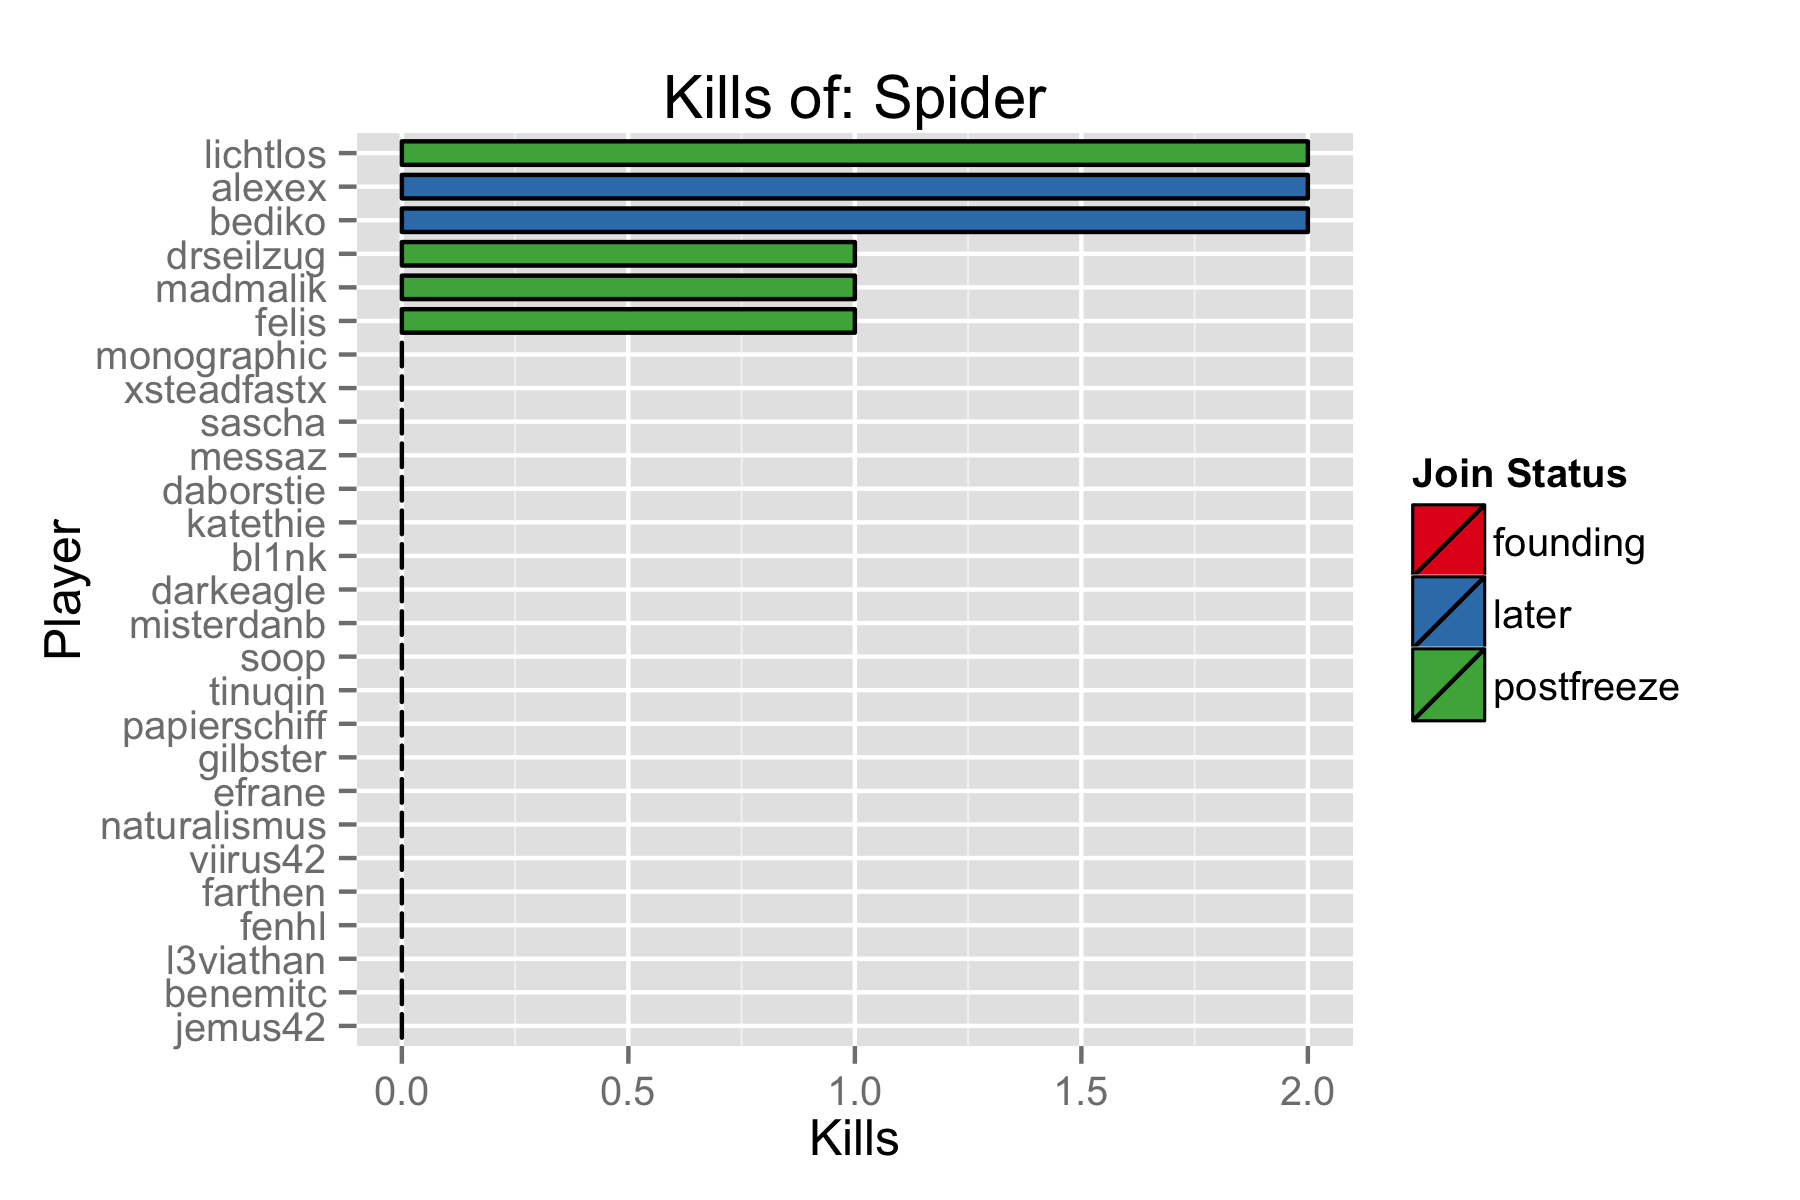 Kills of: Spider
lichtlos
alexex
bediko
drseilzug
madmalik
felis
monographic
xsteadfastx
sascha
messaz
daborstie
katethie
bl1nk
darkeagle
misterdanb
soop
tinuqin
papierschiff
gilbster
efrane
naturalismus
viirus42
farthen
fenhl
l3viathan
benemitc
jemus42
Player
0.0 0.5 1.0 1.5 2.0
Kills
Join Status
founding
later
postfreeze